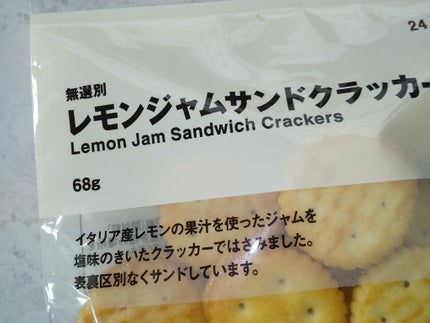 24
無選別
レモンジャムサンドクラッカー
Lemon Jam Sandwich Crackers
68g
イタリア産レモンの果汁を使ったジャムを
塩味のきいたクラッカーではさみました。
表裏区別なくサンドしています。